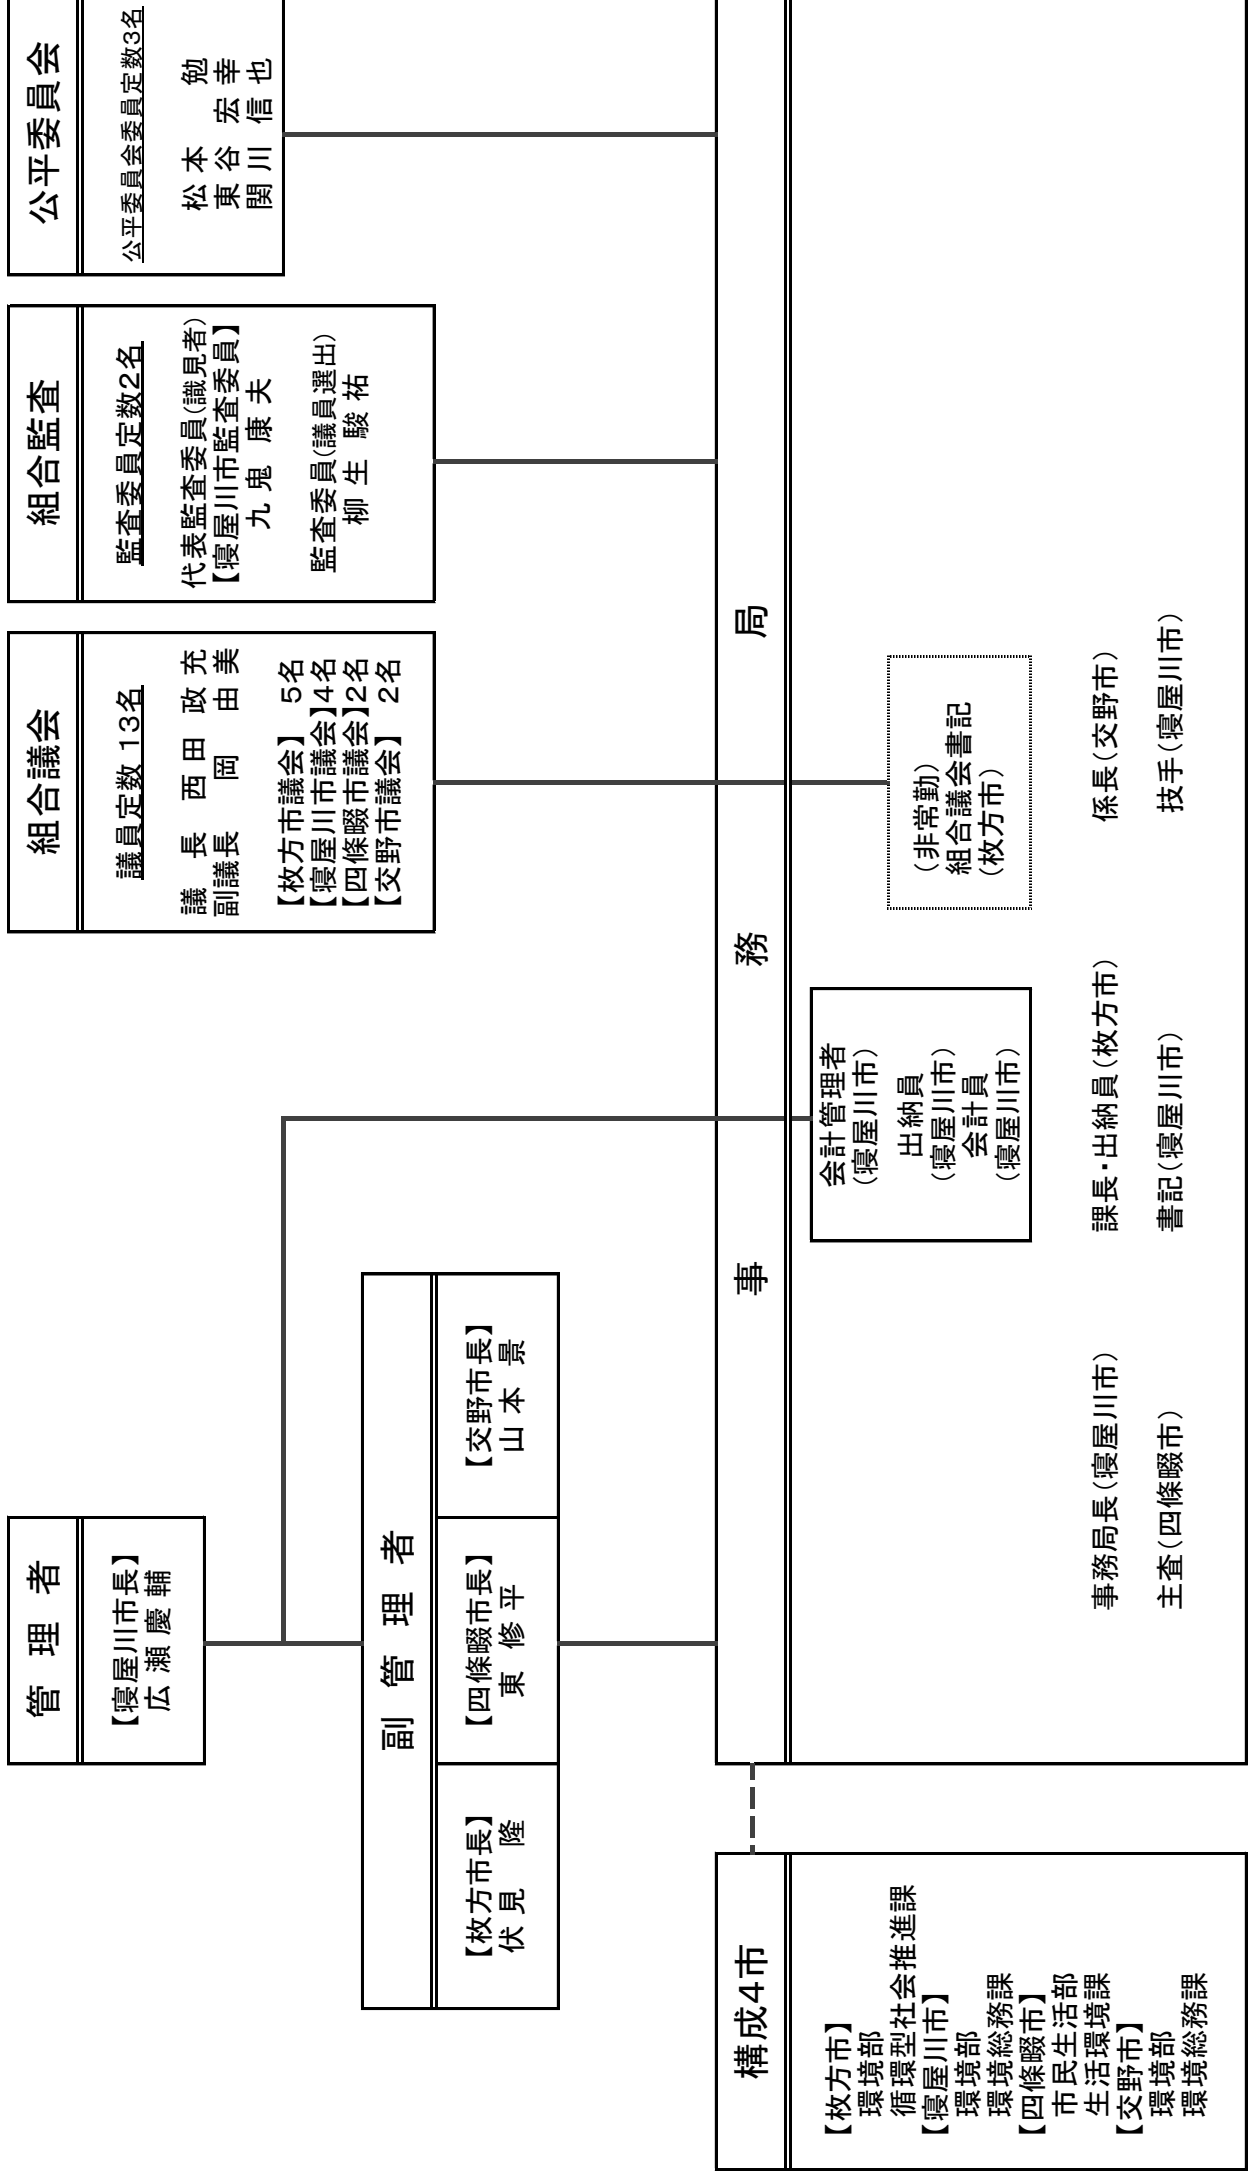 管理者
【寝屋川市長】
広瀬慶輔
副管理者
【枚方市長】
伏見　隆
【四條畷市長】
東　修平
【交野市長】
山本　景
組合議会
議員定数 13名
議　長　西田　政充
副議長　岡　由美
【枚方市議会】 5名
【寝屋川市議会】4名
【四條畷市議会】2名
【交野市議会】 2名
組合監査
監査委員定数2名
代表監査委員(識見者)
【寝屋川市監査委員】
九鬼　康夫
監査委員(議員選出)
柳生　駿祐
公平委員会
公平委員会委員定数3名
松本　勉
東谷　宏幸
関川　信也
構成4市
【枚方市】
環境部
循環型社会推進課
【寝屋川市】
環境部
環境総務課
【四條畷市】
市民生活部
生活環境課
【交野市】
環境部
環境総務課
事務局
会計管理者
(寝屋川市)
出納員
(寝屋川市)
会計員
(寝屋川市)
(非常勤)
組合議会書記
(枚方市)
事務局長(寝屋川市)　課長・出納員(枚方市)　係長(交野市)
主査(四條畷市)　書記(寝屋川市)　技手(寝屋川市)